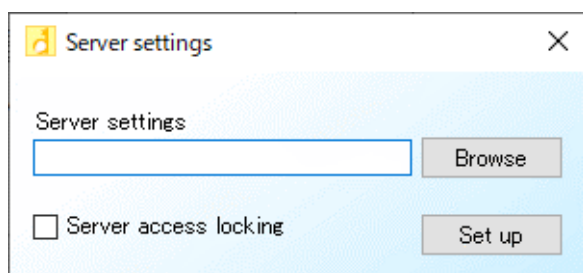 Server settings
Server settings
Browse
Server access locking
Set up